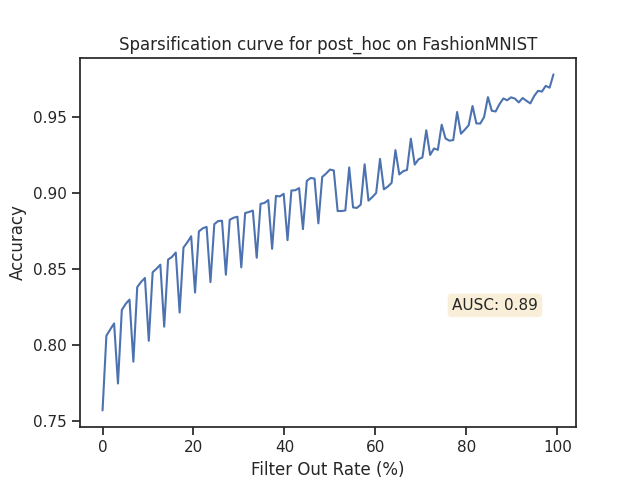 Sparsification curve for post_hoc on FashionMNIST
Accuracy
0.95
0.90
0.85
0.80
0.75
AUSC: 0.89
0 20 40 60 80 100
Filter Out Rate (%)